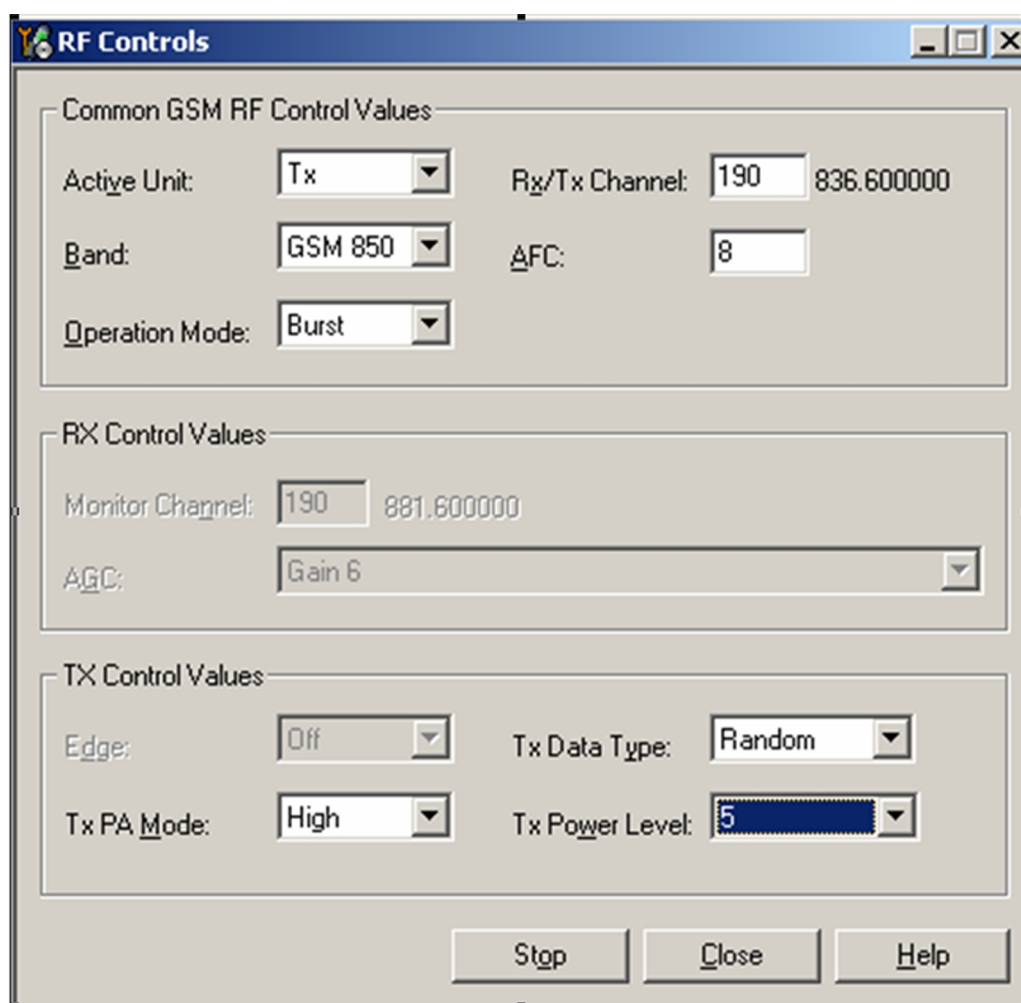 RF Controls
Common GSM RF Control Values
Active Unit: Tx Rx/Tx Channel: 190 836.600000
Band: GSM 850 AFC: 8
Operation Mode: Burst
RX Control Values
Monitor Channel: 190 881.600000
AGC: Gain 6
TX Control Values
Edge: Off Tx Data Type: Random
Tx PA Mode: High Tx Power Level: 5
Stop Close Help